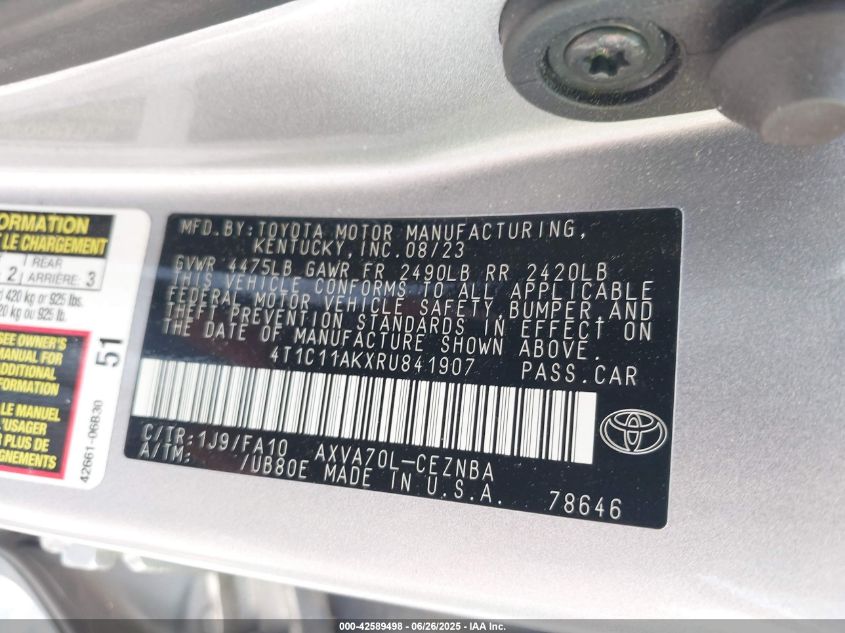 ORMATION
LE CHARGEMENT
2 REAR ARRIÈRE 3
420 kg or 925 lbs.
20 kg ou 925 lb.
SEE OWNER'S
MANUAL FOR
ADDITIONAL
INFORMATION
LE MANUEL
L'USAGER
PLUS DE
GNEMENTS
51
42661-06B30
MFD.BY:TOYOTA MOTOR MANUFACTURING,
KENTUCKY,INC.08/23
GVWR 4475LB GAWR FR 2490LB RR 2420LB
THIS VEHICLE CONFORMS TO ALL APPLICABLE
FEDERAL MOTOR VEHICLE SAFETY,BUMPER,AND
THEFT PREVENTION STANDARDS IN EFFECT ON
THE DATE OF MANUFACTURE SHOWN ABOVE.
4T1C11AKXRU841907 PASS.CAR
C/TR:1J9/FA10 AXVA70L-CEZNBA
A/TM: /UB80E MADE IN U.S.A.
78646
000-42589498 - 06/26/2025 - IAA Inc.